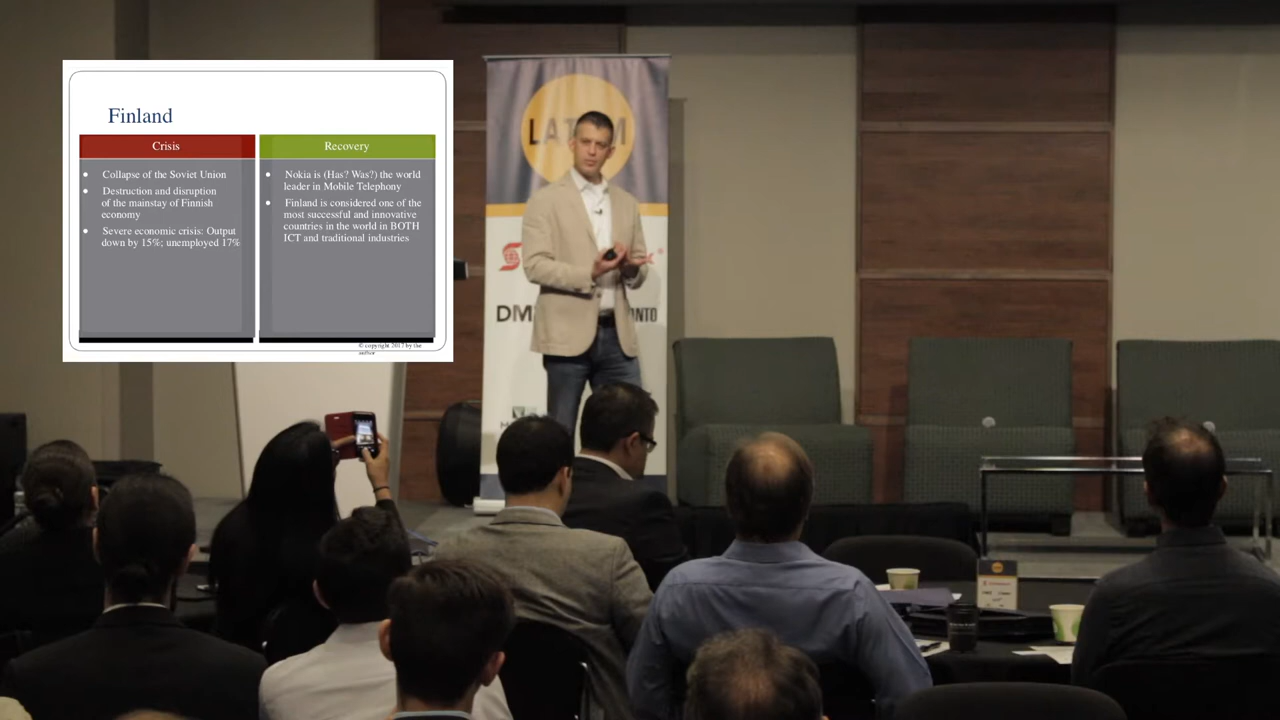 Finland
Crisis
Collapse of the Soviet Union
Destruction and disruption
of the mainstay of Finnish
economy
Severe economic crisis: Output
down by 15%; unemployed 17%
Recovery
Nokia is (Has? Was?) the world
leader in Mobile Telephony
Finland is considered one of the
most successful and innovative
countries in the world in BOTH
ICT and traditional industries
© copyright 2017 by the
author
LAT M
DM
ONTO